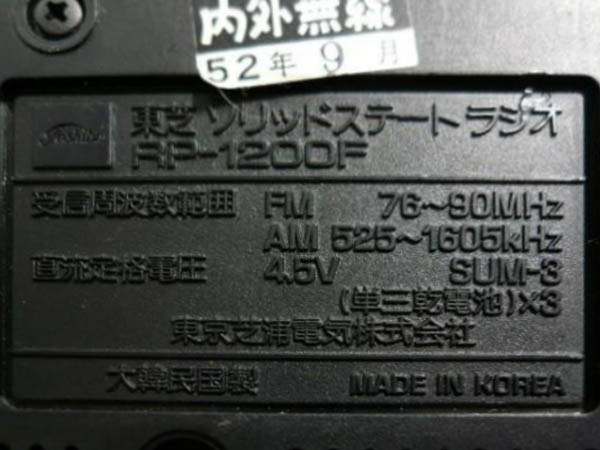 内外無線
52年9月
東芝 ソリッドステート ラジオ
RP-1200F
受信周波数範囲 FM 76~90MHz
AM 525~1605kHz
直流定格電圧 4.5V SUM-3
(単三乾電池)×3
東京芝浦電気株式会社
大韓民国製 MADE IN KOREA